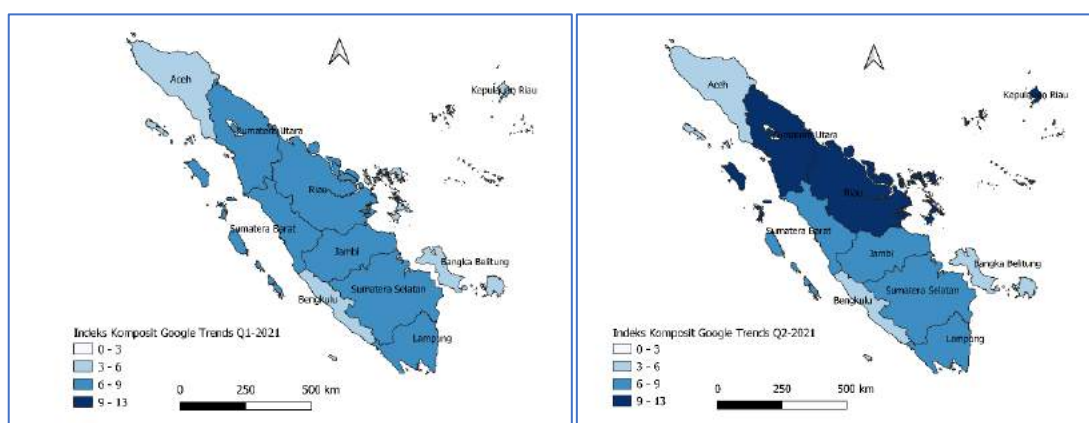 Aceh
Kepulauan Riau
Sumatera Utara
Riau
Sumatera Barat
Jambi
Bangka Belitung
Sumatera Selatan
Bengkulu
Lampung
Indeks Komposit Google Trends Q1-2021
0 - 3
3 - 6
6 - 9
9 - 13
0 250 500 km
Aceh
Kepulauan Riau
Sumatera Utara
Riau
Sumatera Barat
Jambi
Bangka Belitung
Sumatera Selatan
Bengkulu
Lampung
Indeks Komposit Google Trends Q2-2021
0 - 3
3 - 6
6 - 9
9 - 13
0 250 500 km